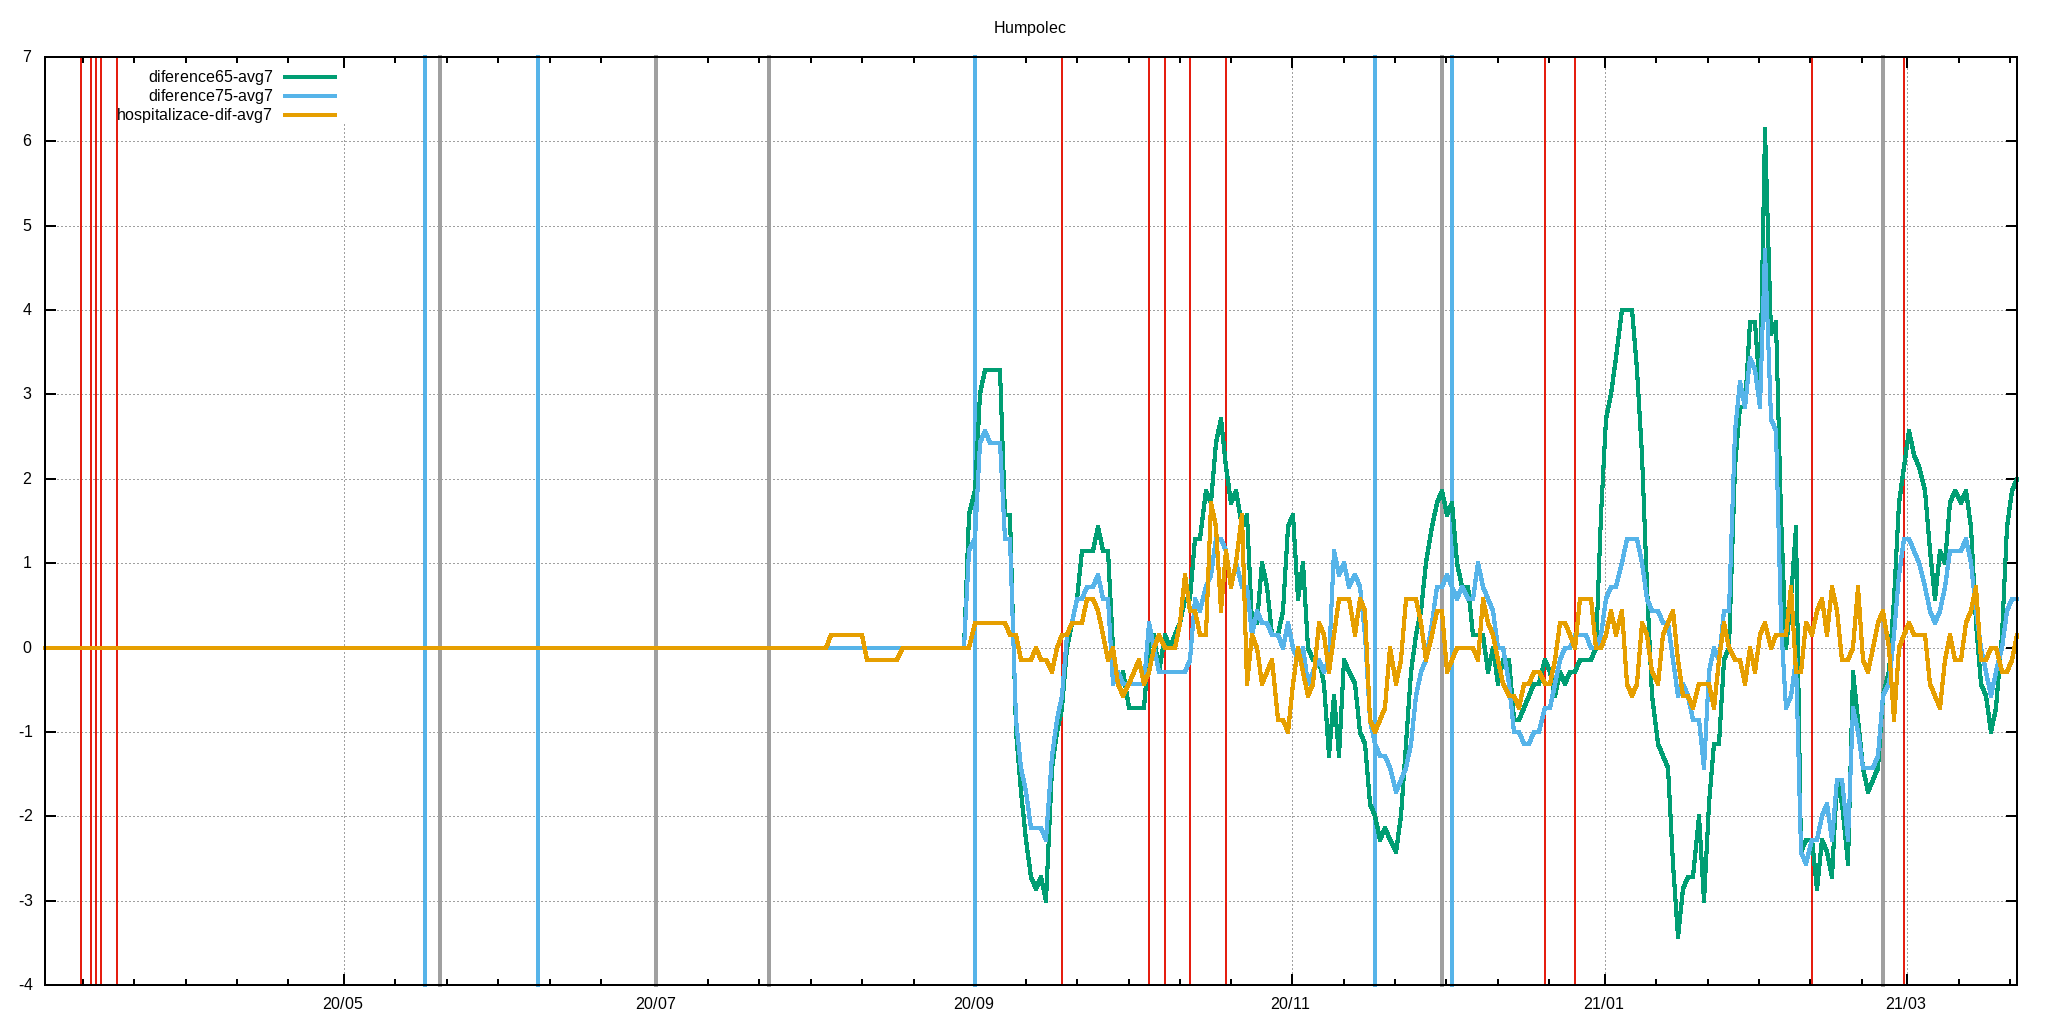 Humpolec
diference65-avg7
diference75-avg7
hospitalizace-dif-avg7
7
6
5
4
3
2
1
0
-1
-2
-3
-4
20/05 20/07 20/09 20/11 21/01 21/03